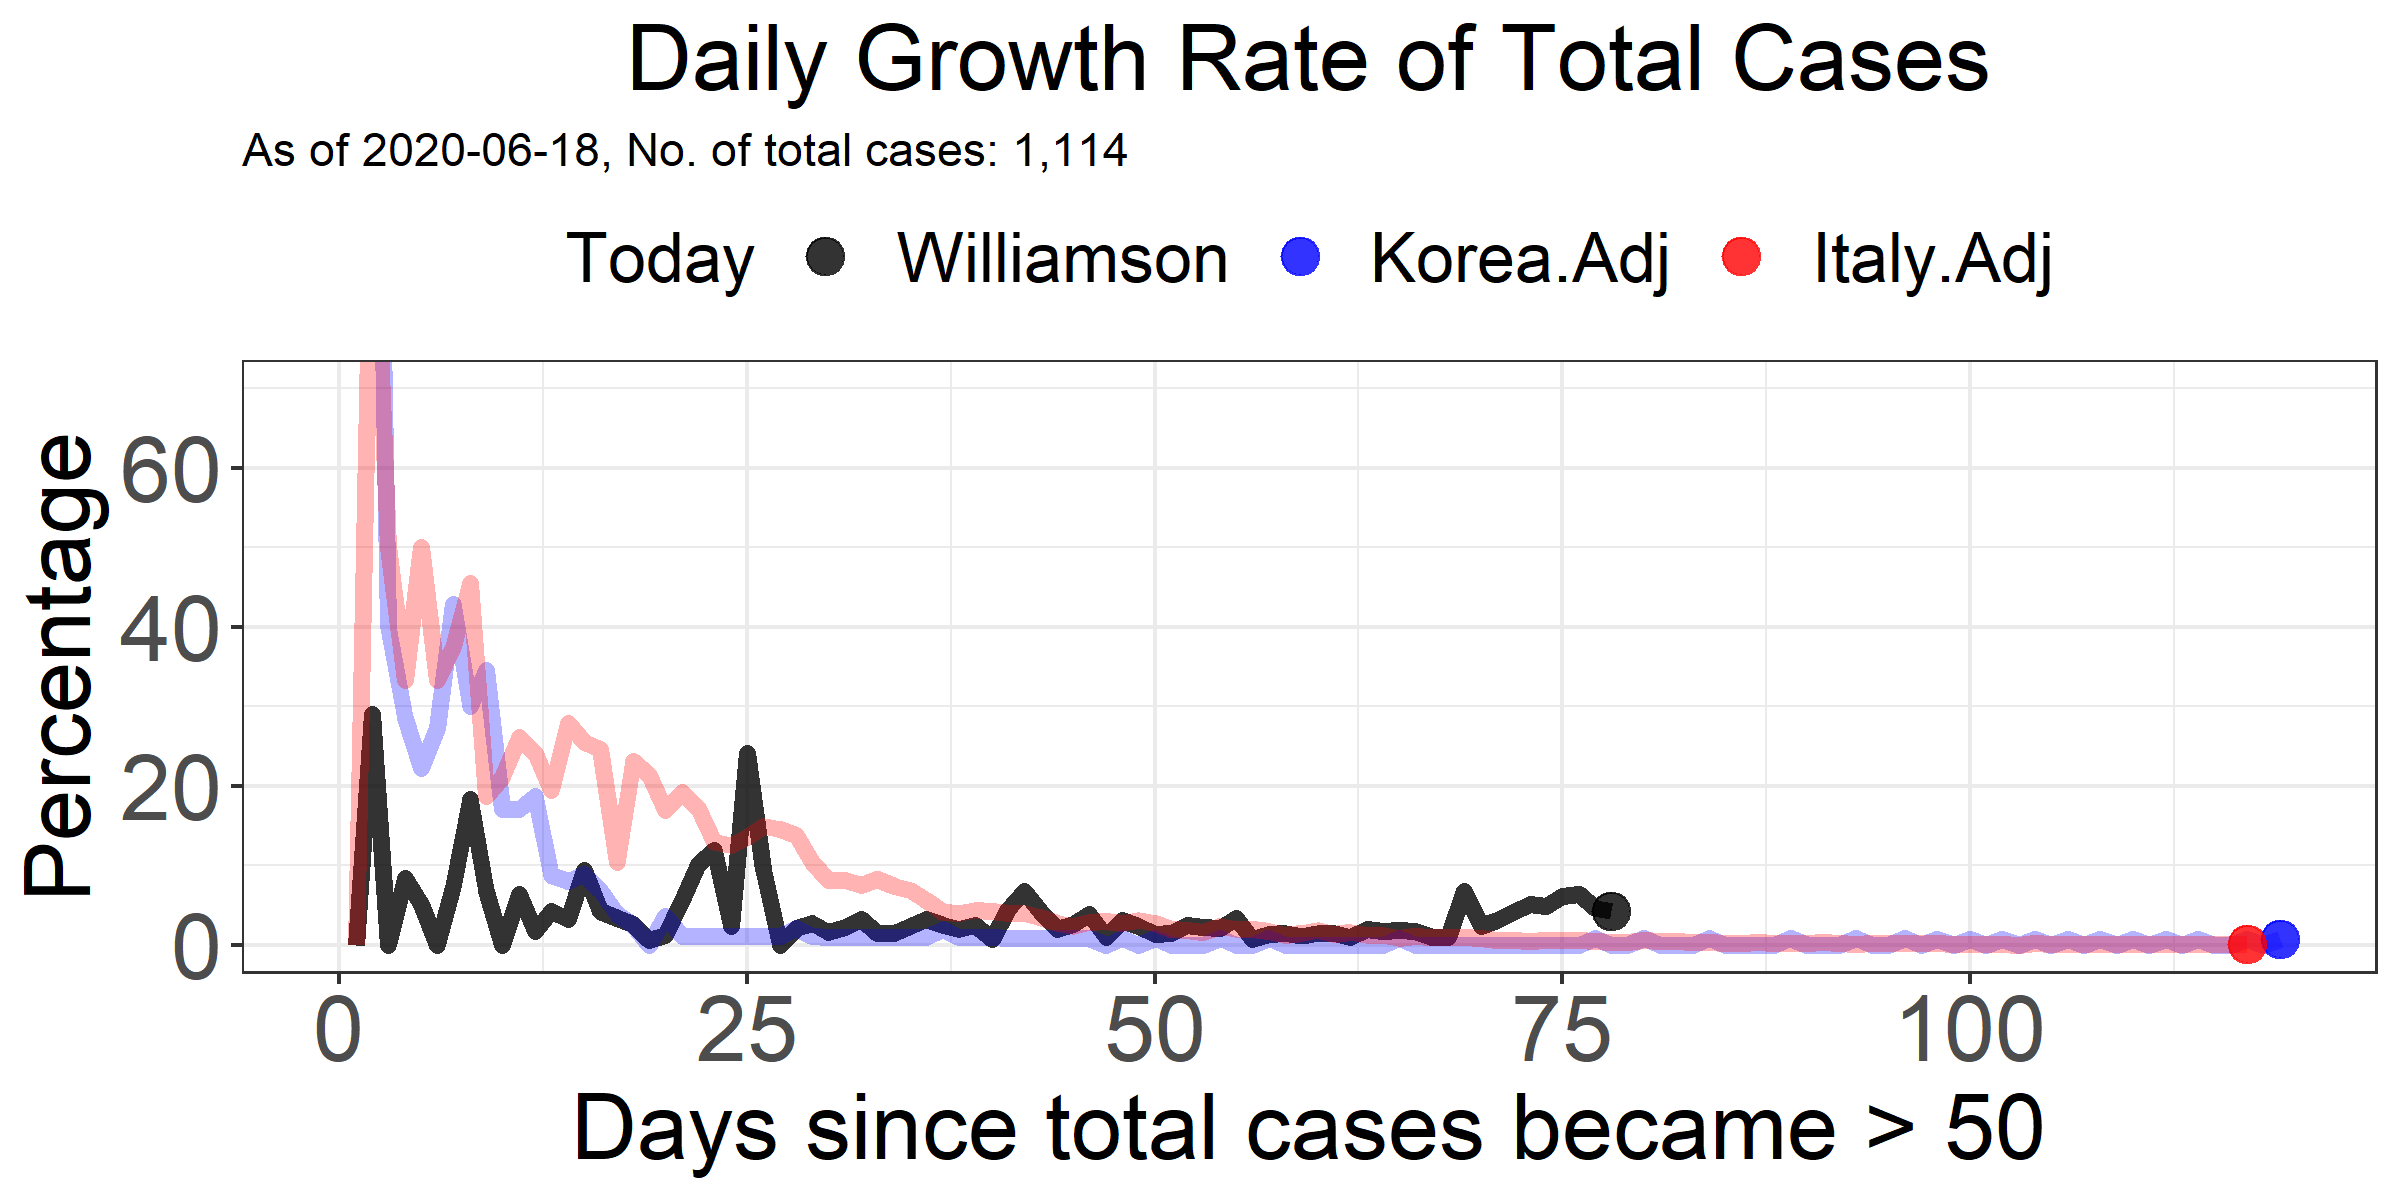 Daily Growth Rate of Total Cases
As of 2020-06-18, No. of total cases: 1,114
Today Williamson Korea.Adj Italy.Adj
Percentage
60
40
20
0
0 25 50 75 100
Days since total cases became > 50